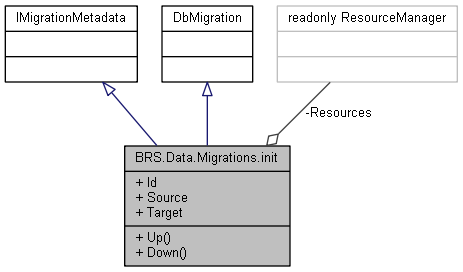 IMigrationMetadata
DbMigration
readonly ResourceManager
-Resources
BRS.Data.Migrations.init
+ Id
+ Source
+ Target
+ Up()
+ Down()